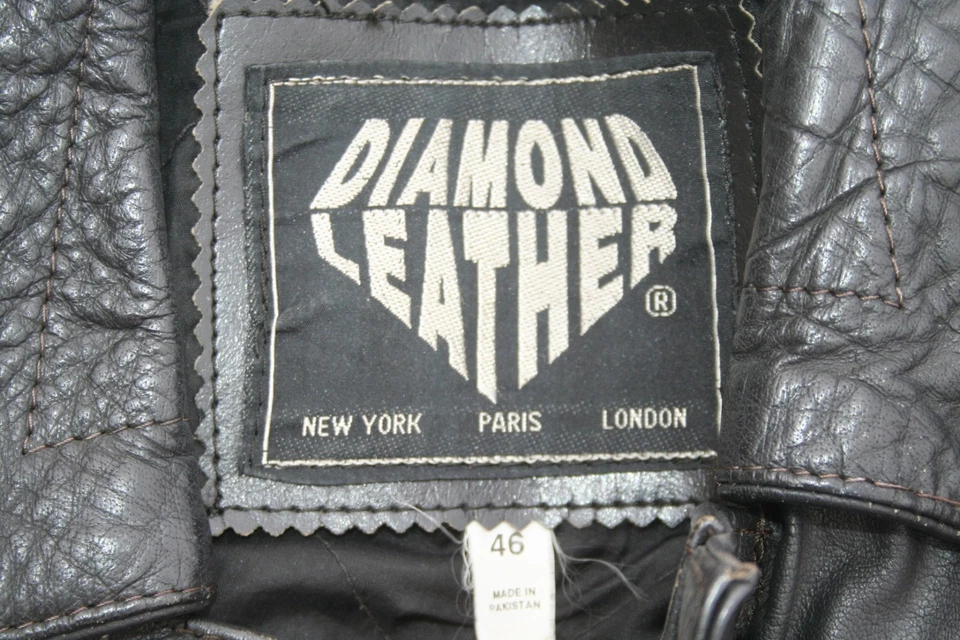 DIAMOND
LEATHER
®
NEW YORK PARIS LONDON
46
MADE IN
PAKISTAN